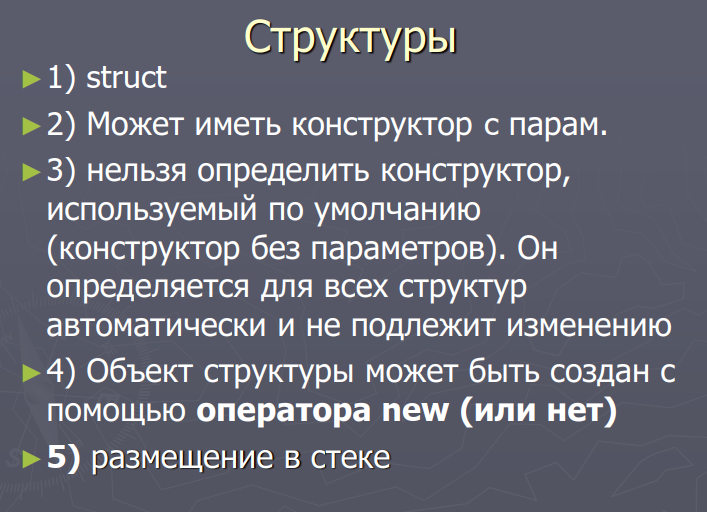 Структуры
1) struct
2) Может иметь конструктор с парам.
3) нельзя определить конструктор,
используемый по умолчанию
(конструктор без параметров). Он
определяется для всех структур
автоматически и не подлежит изменению
4) Объект структуры может быть создан с
помощью оператора new (или нет)
5) размещение в стеке